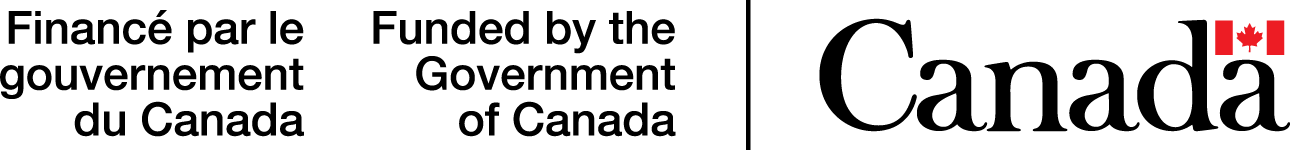 Financé par le
gouvernement
du Canada
Funded by the
Government
of Canada
Canada